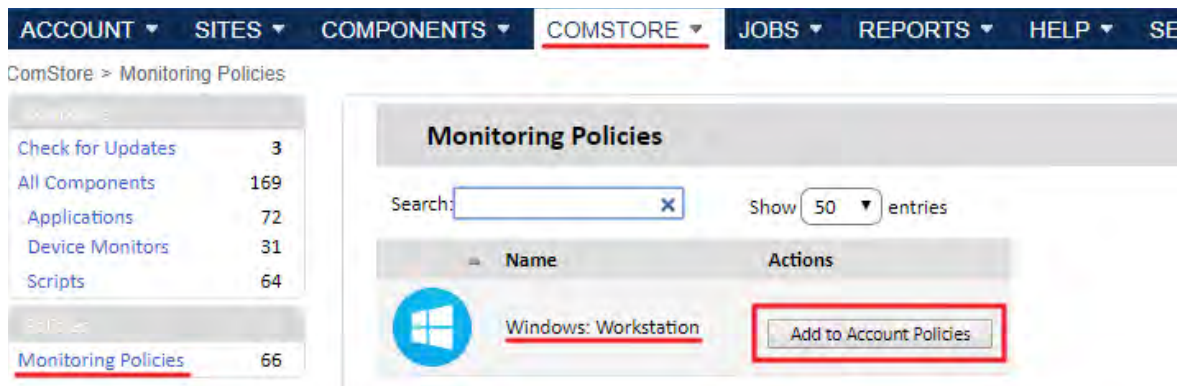 ACCOUNT ▼ SITES ▼ COMPONENTS ▼ COMSTORE ▼ JOBS ▼ REPORTS ▼ HELP ▼ SE
ComStore > Monitoring Policies
Check for Updates 3
All Components 169
Applications 72
Device Monitors 31
Scripts 64
Policies
Monitoring Policies 66
Monitoring Policies
Search: Show 50 ▼ entries
Name Actions
Windows: Workstation Add to Account Policies